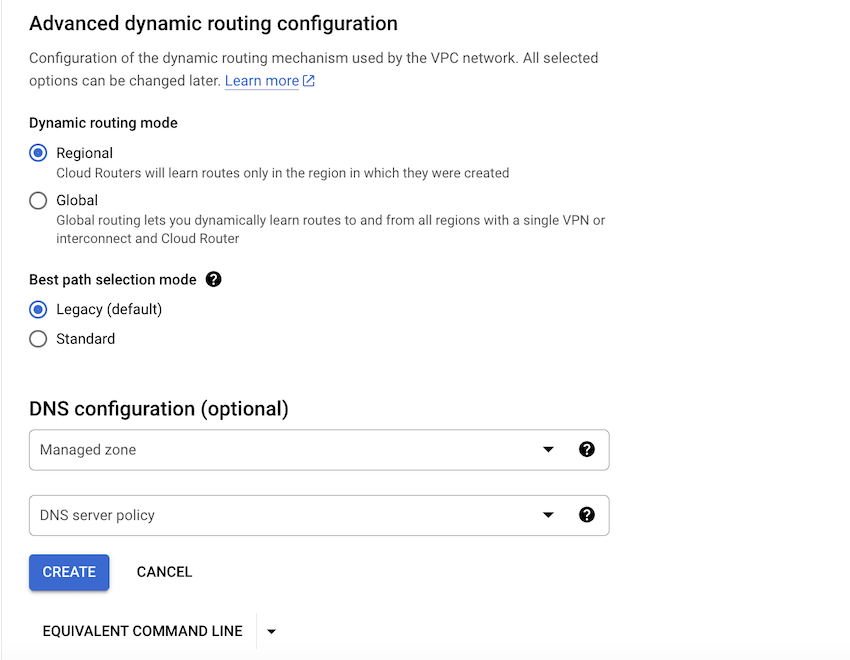 Advanced dynamic routing configuration
Configuration of the dynamic routing mechanism used by the VPC network. All selected
options can be changed later. Learn more
Dynamic routing mode
Regional
Cloud Routers will learn routes only in the region in which they were created
Global
Global routing lets you dynamically learn routes to and from all regions with a single VPN or
interconnect and Cloud Router
Best path selection mode
Legacy (default)
Standard
DNS configuration (optional)
Managed zone
DNS server policy
CREATE CANCEL
EQUIVALENT COMMAND LINE